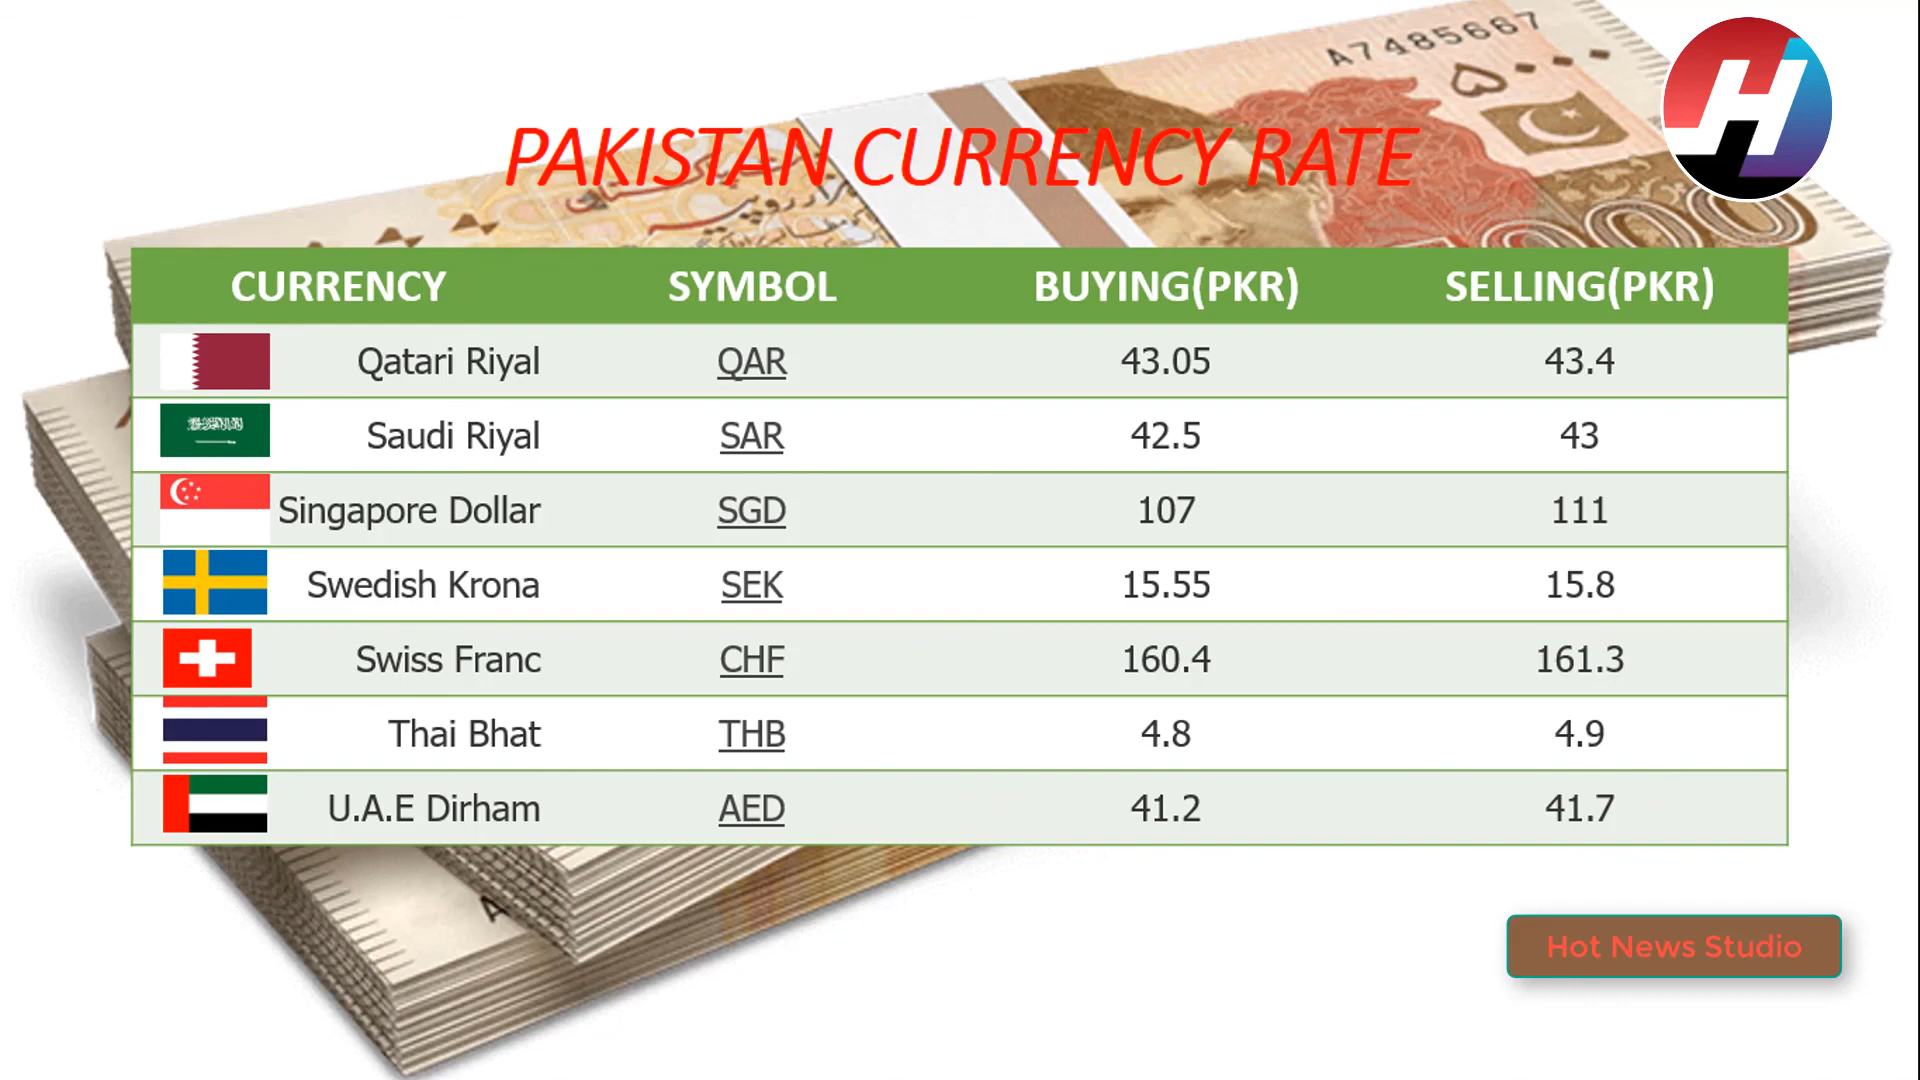 A7485667
۵۰۰۰
PAKISTAN CURRENCY RATE
CURRENCY SYMBOL BUYING(PKR) SELLING(PKR)
Qatari Riyal QAR 43.05 43.4
Saudi Riyal SAR 42.5 43
Singapore Dollar SGD 107 111
Swedish Krona SEK 15.55 15.8
Swiss Franc CHF 160.4 161.3
Thai Bhat THB 4.8 4.9
U.A.E Dirham AED 41.2 41.7
Hot News Studio